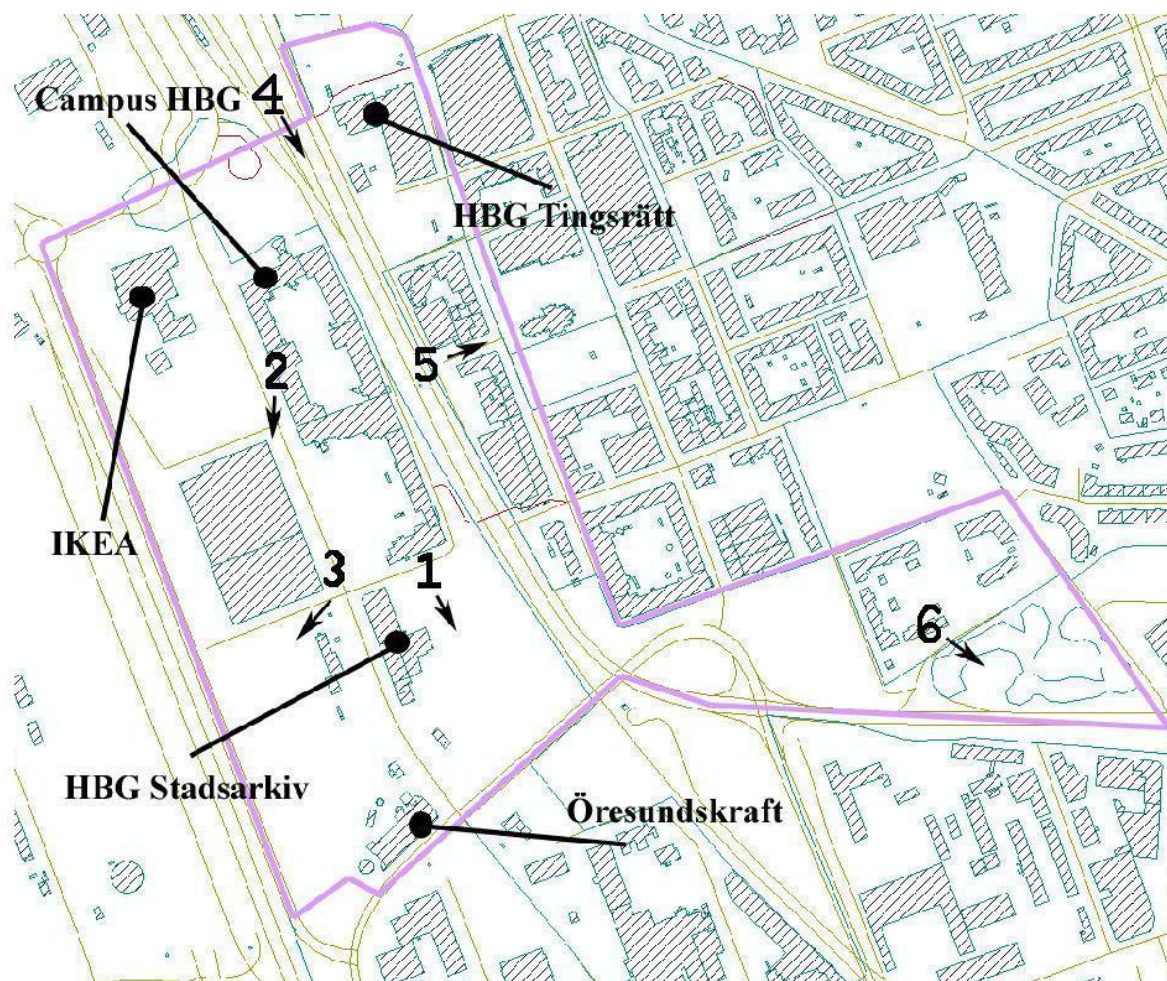 Campus HBG 4
HBG Tingsrätt
5
2
IKEA
3
1
6
HBG Stadsarkiv
Öresundskraft